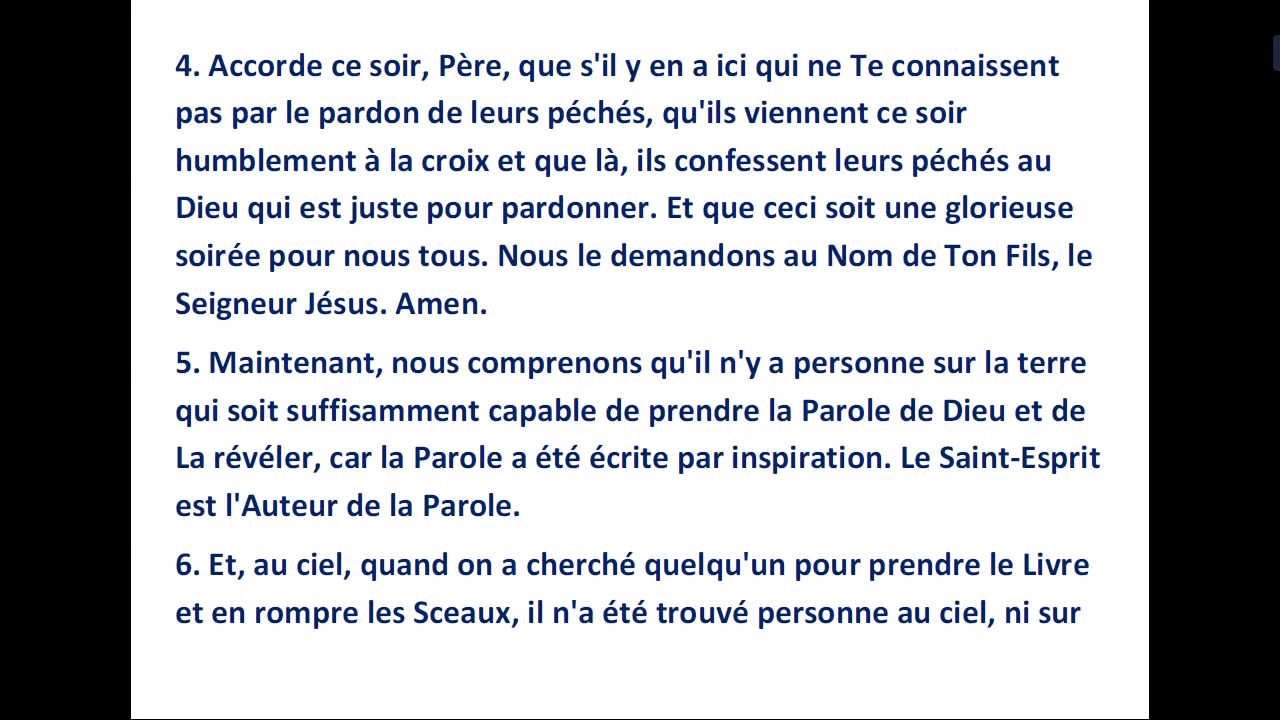 4. Accorde ce soir, Père, que s'il y en a ici qui ne Te connaissent
pas par le pardon de leurs péchés, qu'ils viennent ce soir
humblement à la croix et que là, ils confessent leurs péchés au
Dieu qui est juste pour pardonner. Et que ceci soit une glorieuse
soirée pour nous tous. Nous le demandons au Nom de Ton Fils, le
Seigneur Jésus. Amen.
5. Maintenant, nous comprenons qu'il n'y a personne sur la terre
qui soit suffisamment capable de prendre la Parole de Dieu et de
La révéler, car la Parole a été écrite par inspiration. Le Saint-Esprit
est l'Auteur de la Parole.
6. Et, au ciel, quand on a cherché quelqu'un pour prendre le Livre
et en rompre les Sceaux, il n'a été trouvé personne au ciel, ni sur